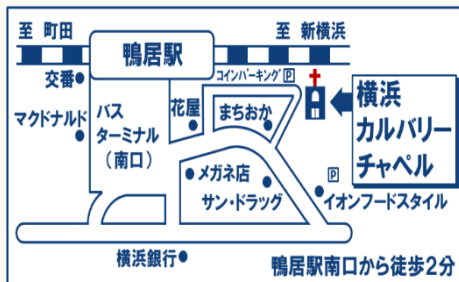 至 町田
鴨居駅
至 新横浜
交番
コインパーキング P
マクドナルド
バス
ターミナル
（南口）
花屋
まちおか
横浜
カルバリー
チャペル
メガネ店
サン・ドラッグ
P
イオンフードスタイル
横浜銀行
鴨居駅南口から徒歩2分